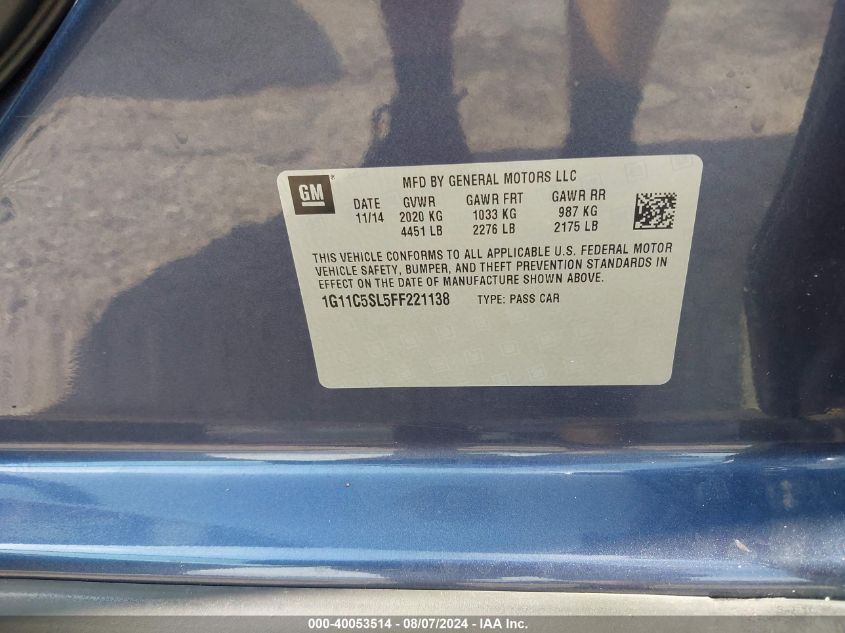 GM ®
MFD BY GENERAL MOTORS LLC
DATE GVWR GAWR FRT GAWR RR
11/14 2020 KG 1033 KG 987 KG
4451 LB 2276 LB 2175 LB
THIS VEHICLE CONFORMS TO ALL APPLICABLE U.S. FEDERAL MOTOR
VEHICLE SAFETY, BUMPER, AND THEFT PREVENTION STANDARDS IN
EFFECT ON THE DATE OF MANUFACTURE SHOWN ABOVE.
1G11C5SL5FF221138 TYPE: PASS CAR
000-40053514 - 08/07/2024 - IAAI.COM